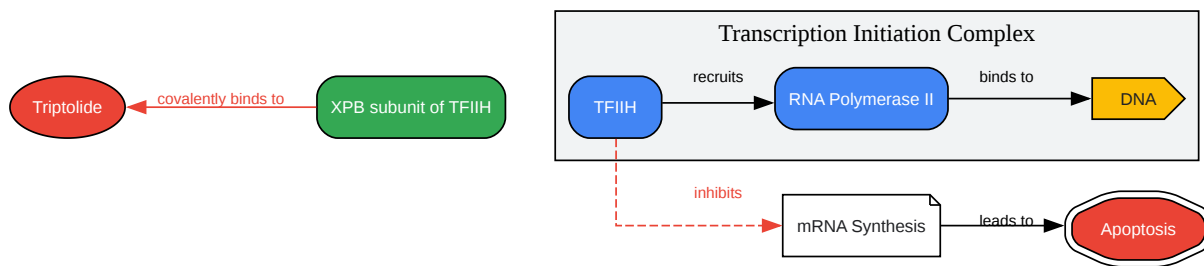 Transcription Initiation Complex
Triptolide
covalently binds to
XPB subunit of TFIIH
TFIIH
recruits
RNA Polymerase II
binds to
DNA
inhibits
mRNA Synthesis
leads to
Apoptosis